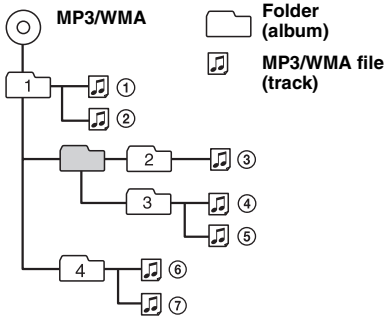 MP3/WMA
Folder
(album)
MP3/WMA file
(track)
1
①
②
2
③
3
④
⑤
4
⑥
⑦